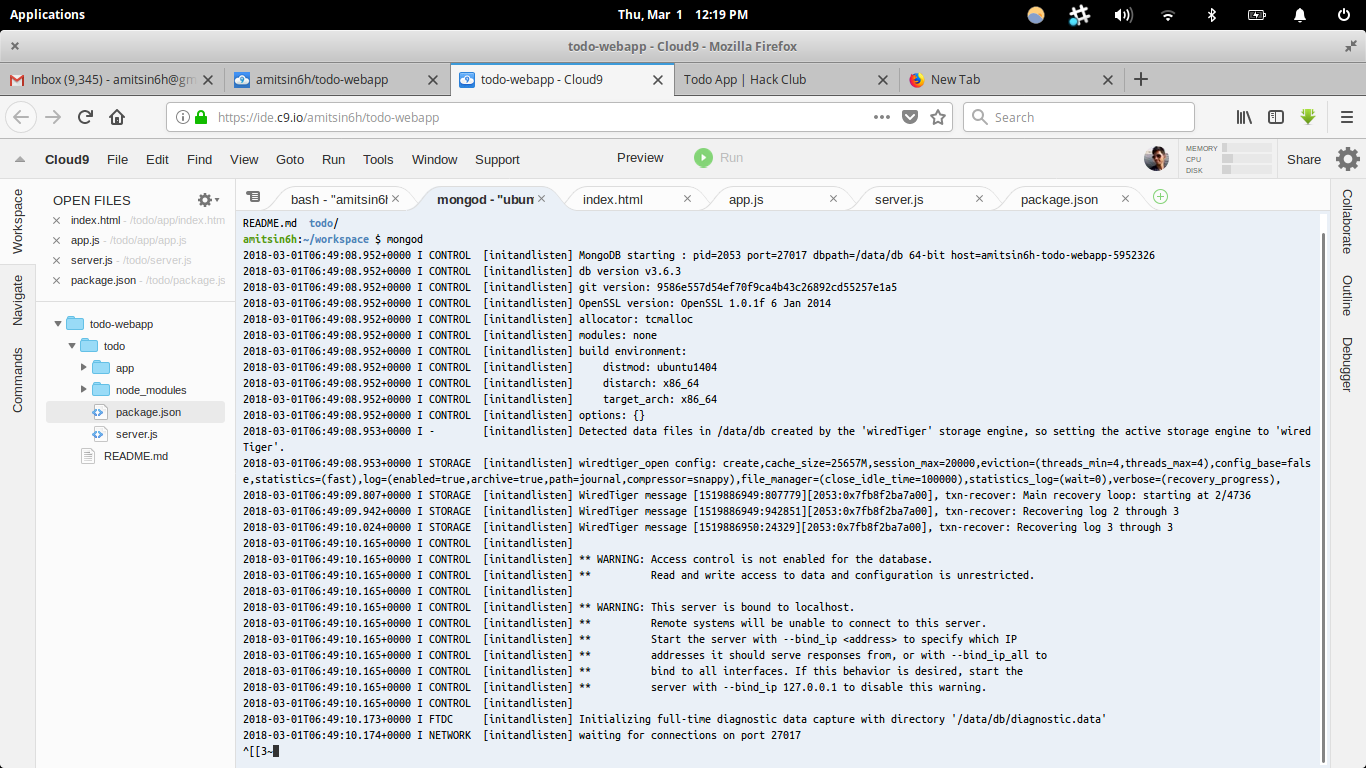 Applications
Thu, Mar 1 12:19 PM
todo-webapp - Cloud9 - Mozilla Firefox
Inbox (9,345) - amitsin6h@gm
amitsin6h/todo-webapp
todo-webapp - Cloud9
Todo App | Hack Club
New Tab
https://ide.c9.io/amitsin6h/todo-webapp
Search
Cloud9 File Edit Find View Goto Run Tools Window Support Preview Run MEMORY CPU DISK Share
Workspace
Navigate
Commands
OPEN FILES
index.html - /todo/app/index.htm
app.js - /todo/app/app.js
server.js - /todo/server.js
package.json - /todo/package.js
todo-webapp
todo
app
node_modules
package.json
server.js
README.md
bash - "amitsin6h
mongod - "ubun
index.html
app.js
server.js
package.json
README.md todo/
amitsin6h:~/workspace $ mongod
2018-03-01T06:49:08.952+0000 I CONTROL [initandlisten] MongoDB starting : pid=2053 port=27017 dbpath=/data/db 64-bit host=amitsin6h-todo-webapp-5952326
2018-03-01T06:49:08.952+0000 I CONTROL [initandlisten] db version v3.6.3
2018-03-01T06:49:08.952+0000 I CONTROL [initandlisten] git version: 9586e557d54ef70f9ca4b43c26892cd55257e1a5
2018-03-01T06:49:08.952+0000 I CONTROL [initandlisten] OpenSSL version: OpenSSL 1.0.1f 6 Jan 2014
2018-03-01T06:49:08.952+0000 I CONTROL [initandlisten] allocator: tcmalloc
2018-03-01T06:49:08.952+0000 I CONTROL [initandlisten] modules: none
2018-03-01T06:49:08.952+0000 I CONTROL [initandlisten] build environment:
2018-03-01T06:49:08.952+0000 I CONTROL [initandlisten] distmod: ubuntu1404
2018-03-01T06:49:08.952+0000 I CONTROL [initandlisten] distarch: x86_64
2018-03-01T06:49:08.952+0000 I CONTROL [initandlisten] target_arch: x86_64
2018-03-01T06:49:08.952+0000 I CONTROL [initandlisten] options: {}
2018-03-01T06:49:08.953+0000 I - [initandlisten] Detected data files in /data/db created by the 'wiredTiger' storage engine, so setting the active storage engine to 'wired
Tiger'.
2018-03-01T06:49:08.953+0000 I STORAGE [initandlisten] wiredtiger_open config: create,cache_size=25657M,session_max=20000,eviction=(threads_min=4,threads_max=4),config_base=fals
e,statistics=(fast),log=(enabled=true,archive=true,path=journal,compressor=snappy),file_manager=(close_idle_time=100000),statistics_log=(wait=0),verbose=(recovery_progress),
2018-03-01T06:49:09.807+0000 I STORAGE [initandlisten] WiredTiger message [1519886949:807779][2053:0x7fb8f2ba7a00], txn-recover: Main recovery loop: starting at 2/4736
2018-03-01T06:49:09.942+0000 I STORAGE [initandlisten] WiredTiger message [1519886949:942851][2053:0x7fb8f2ba7a00], txn-recover: Recovering log 2 through 3
2018-03-01T06:49:10.024+0000 I STORAGE [initandlisten] WiredTiger message [1519886950:24329][2053:0x7fb8f2ba7a00], txn-recover: Recovering log 3 through 3
2018-03-01T06:49:10.165+0000 I CONTROL [initandlisten]
2018-03-01T06:49:10.165+0000 I CONTROL [initandlisten] ** WARNING: Access control is not enabled for the database.
2018-03-01T06:49:10.165+0000 I CONTROL [initandlisten] ** Read and write access to data and configuration is unrestricted.
2018-03-01T06:49:10.165+0000 I CONTROL [initandlisten]
2018-03-01T06:49:10.165+0000 I CONTROL [initandlisten] ** WARNING: This server is bound to localhost.
2018-03-01T06:49:10.165+0000 I CONTROL [initandlisten] ** Remote systems will be unable to connect to this server.
2018-03-01T06:49:10.165+0000 I CONTROL [initandlisten] ** Start the server with --bind_ip <address> to specify which IP
2018-03-01T06:49:10.165+0000 I CONTROL [initandlisten] ** addresses it should serve responses from, or with --bind_ip_all to
2018-03-01T06:49:10.165+0000 I CONTROL [initandlisten] ** bind to all interfaces. If this behavior is desired, start the
2018-03-01T06:49:10.165+0000 I CONTROL [initandlisten] ** server with --bind_ip 127.0.0.1 to disable this warning.
2018-03-01T06:49:10.165+0000 I CONTROL [initandlisten]
2018-03-01T06:49:10.173+0000 I FTDC [initandlisten] Initializing full-time diagnostic data capture with directory '/data/db/diagnostic.data'
2018-03-01T06:49:10.174+0000 I NETWORK [initandlisten] waiting for connections on port 27017
^[[3~
Collaborate
Outline
Debugger